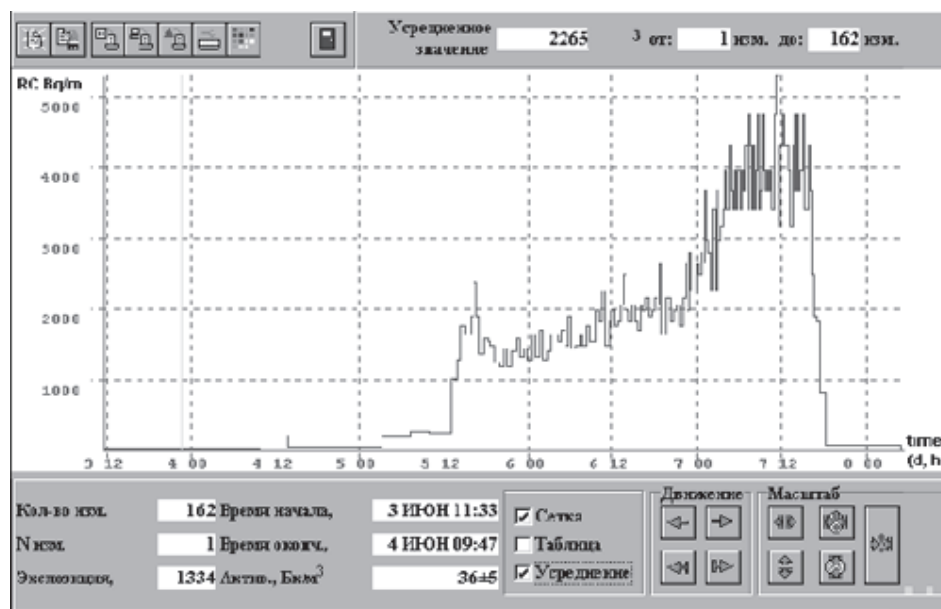 Усредненное
значение 2265 3 от: 1 изм. до: 162 изм.
RC Bq/m
5000
4000
3000
2000
1000
time
(d, h
3 12 4 00 4 12 5 00 5 12 6 00 6 12 7 00 7 12 0 00
Кол-во изм. 162 Время начала, 3 ИЮН 11:33
N изм. 1 Время оконч., 4 ИЮН 09:47
Экспозиция, 1334 Актив., Бк/м3 36±5
Сетка
Таблица
Усреднение
Движение
Масштаб